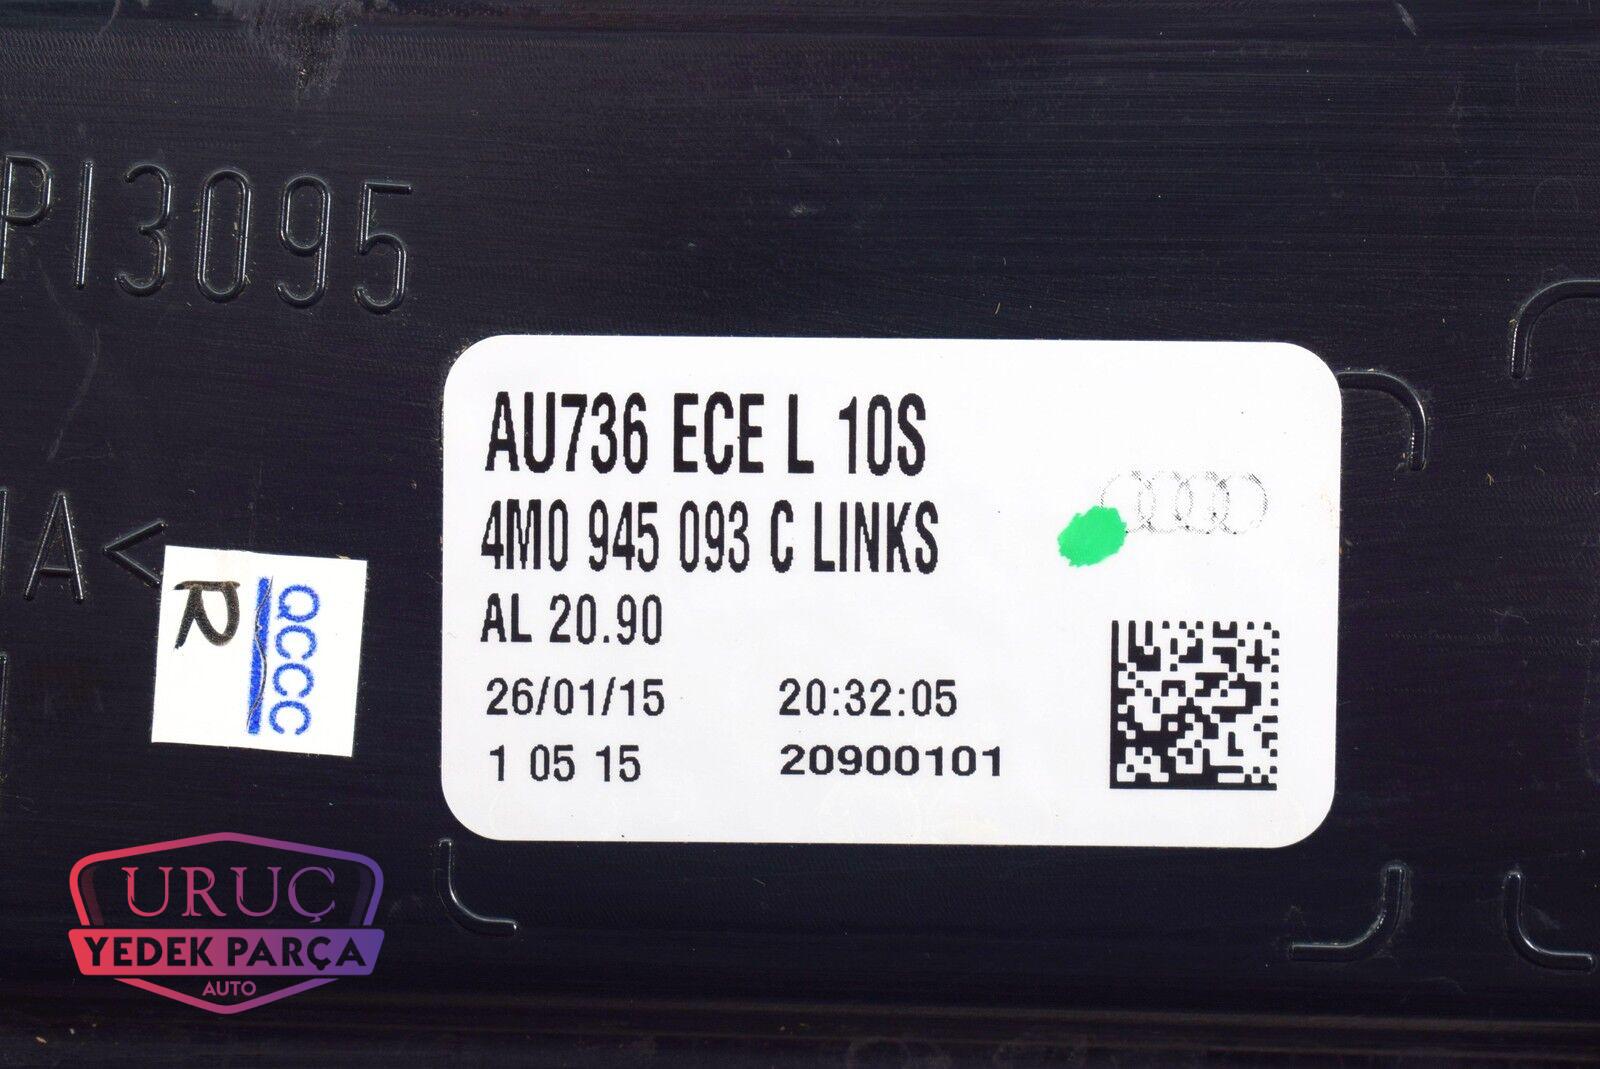 PI3095
AU736 ECE L 10S
4M0 945 093 C LINKS
AL 20.90
26/01/15 20:32:05
1 05 15 20900101
A<
R
QCCC
URUÇ
YEDEK PARÇA
AUTO